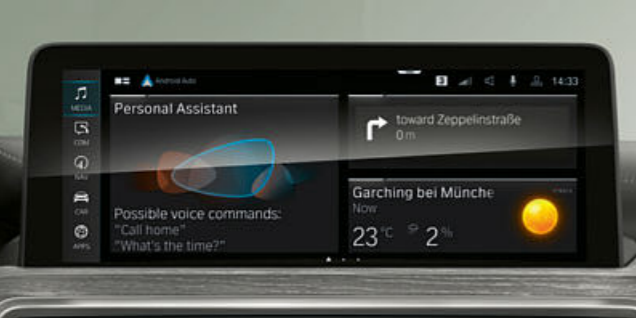 Android Auto
3
14:33
MEDIA
COM
NAV
CAR
APPS
Personal Assistant
Possible voice commands:
"Call home"
"What's the time?"
toward Zeppelinstraße
0 m
Garching bei Münche
Now
23°C
2%